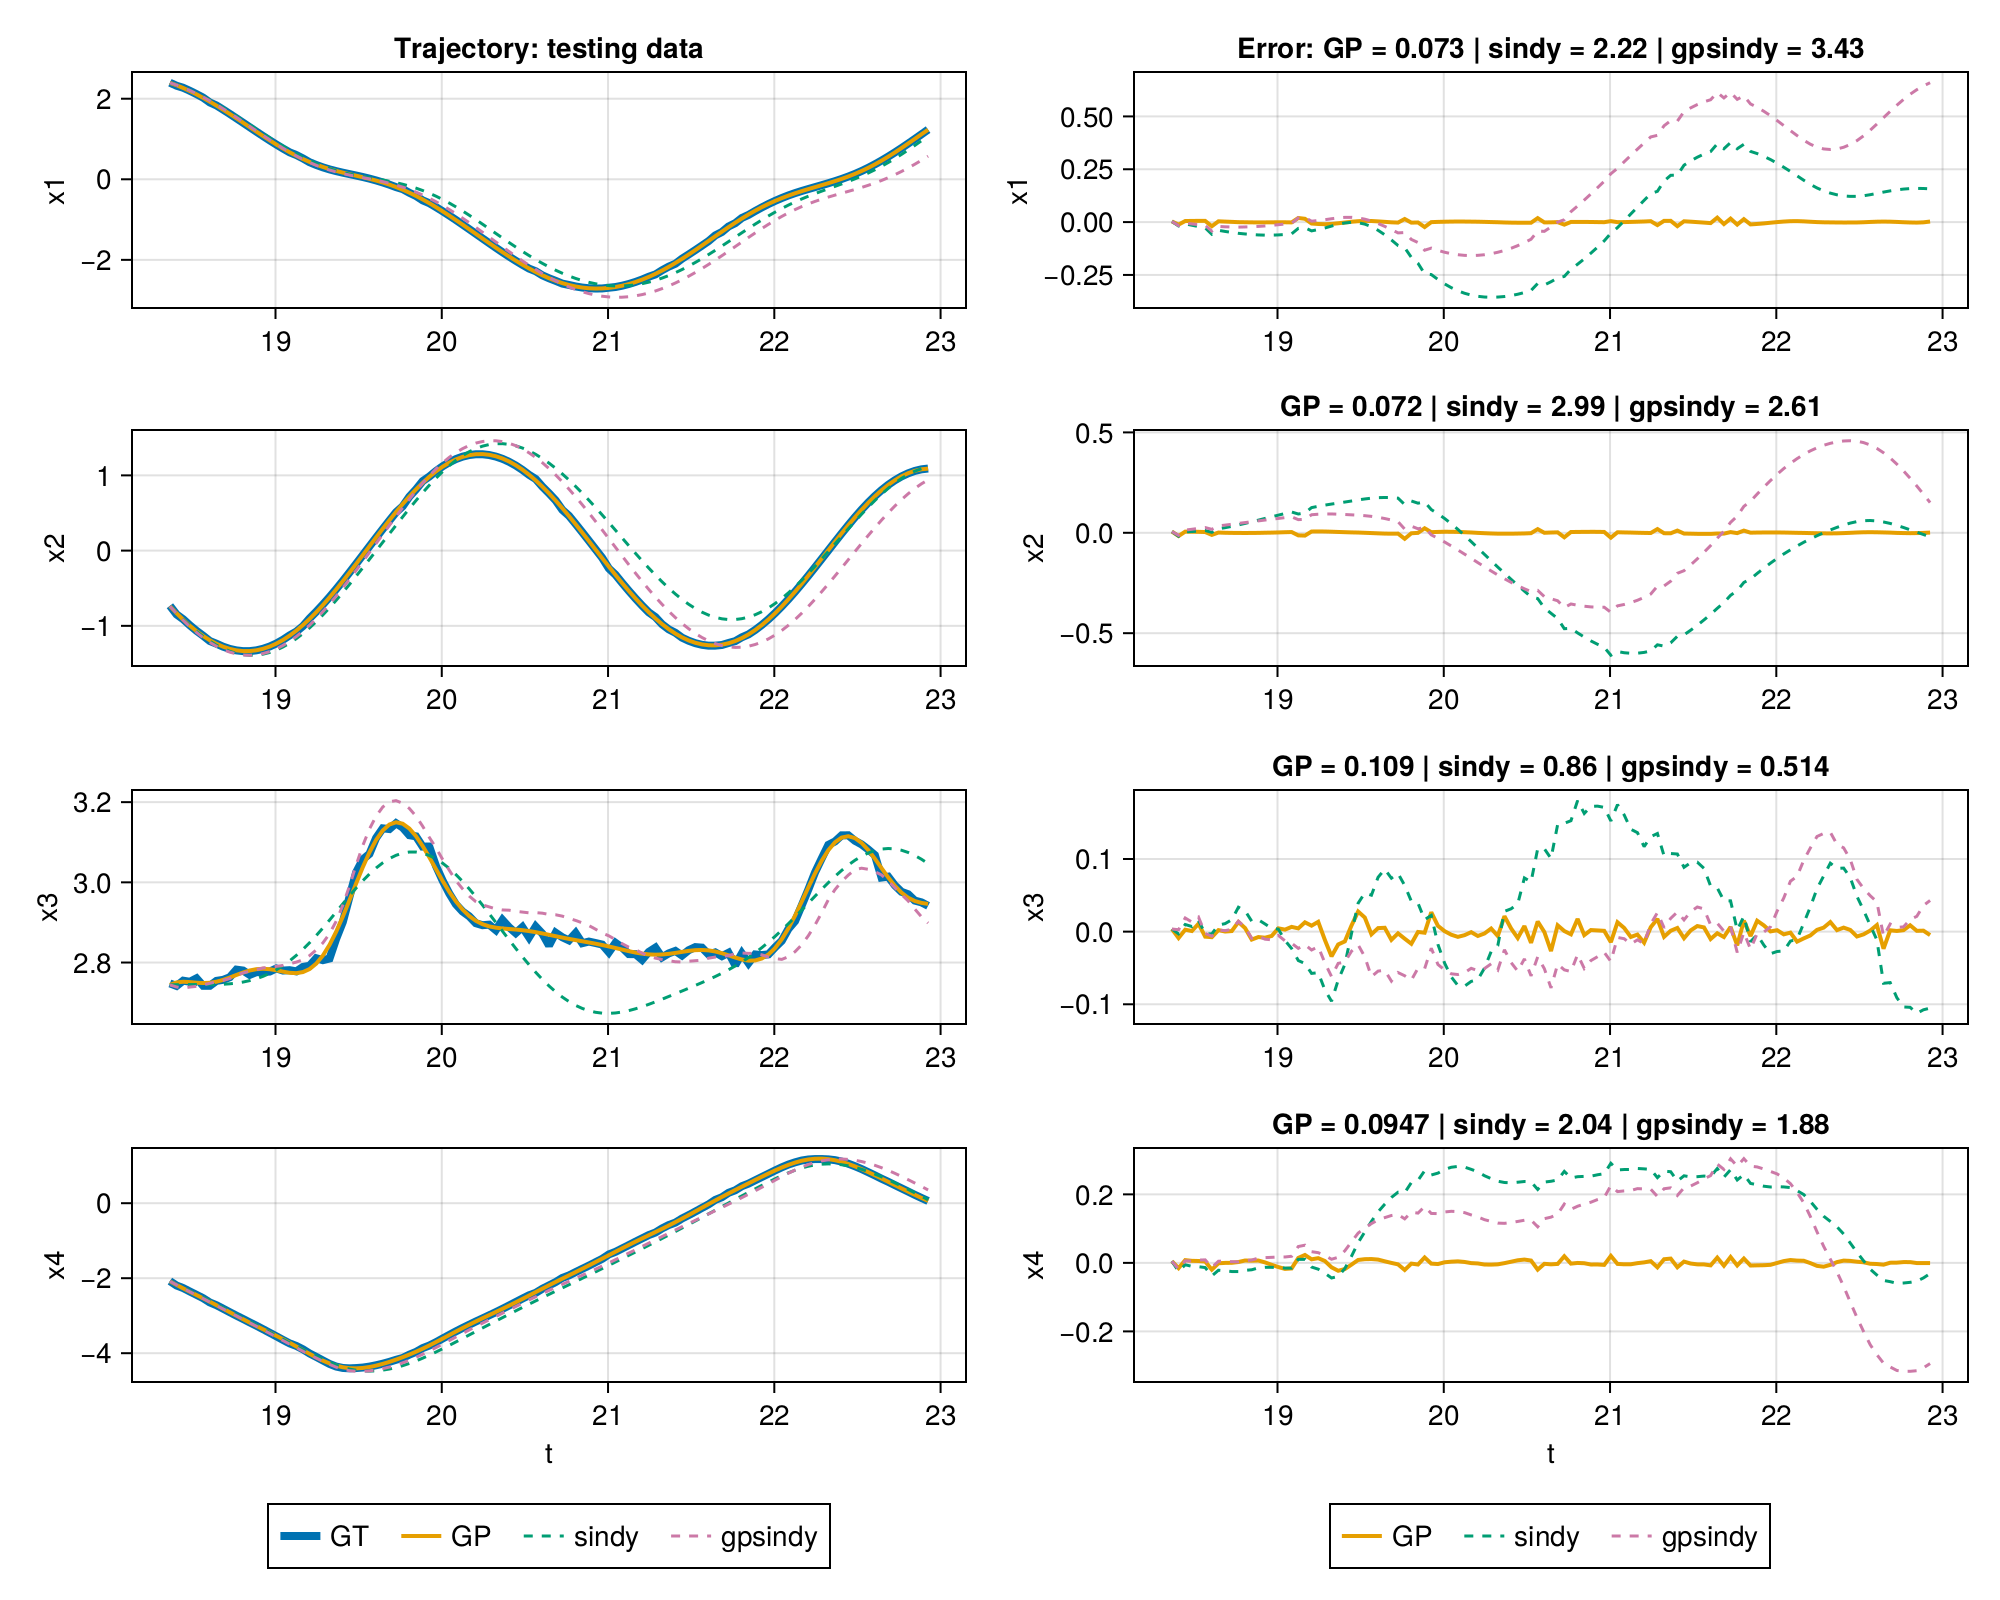 Trajectory: testing data
Error: GP = 0.073 | sindy = 2.22 | gpsindy = 3.43
x1
2
0
−2
19 20 21 22 23
x1
0.50
0.25
0.00
−0.25
19 20 21 22 23
GP = 0.072 | sindy = 2.99 | gpsindy = 2.61
x2
1
0
−1
19 20 21 22 23
x2
0.5
0.0
−0.5
19 20 21 22 23
GP = 0.109 | sindy = 0.86 | gpsindy = 0.514
x3
3.2
3.0
2.8
19 20 21 22 23
x3
0.1
0.0
−0.1
19 20 21 22 23
GP = 0.0947 | sindy = 2.04 | gpsindy = 1.88
x4
0
−2
−4
19 20 21 22 23
t
x4
0.2
0.0
−0.2
19 20 21 22 23
t
GT GP sindy gpsindy
GP sindy gpsindy